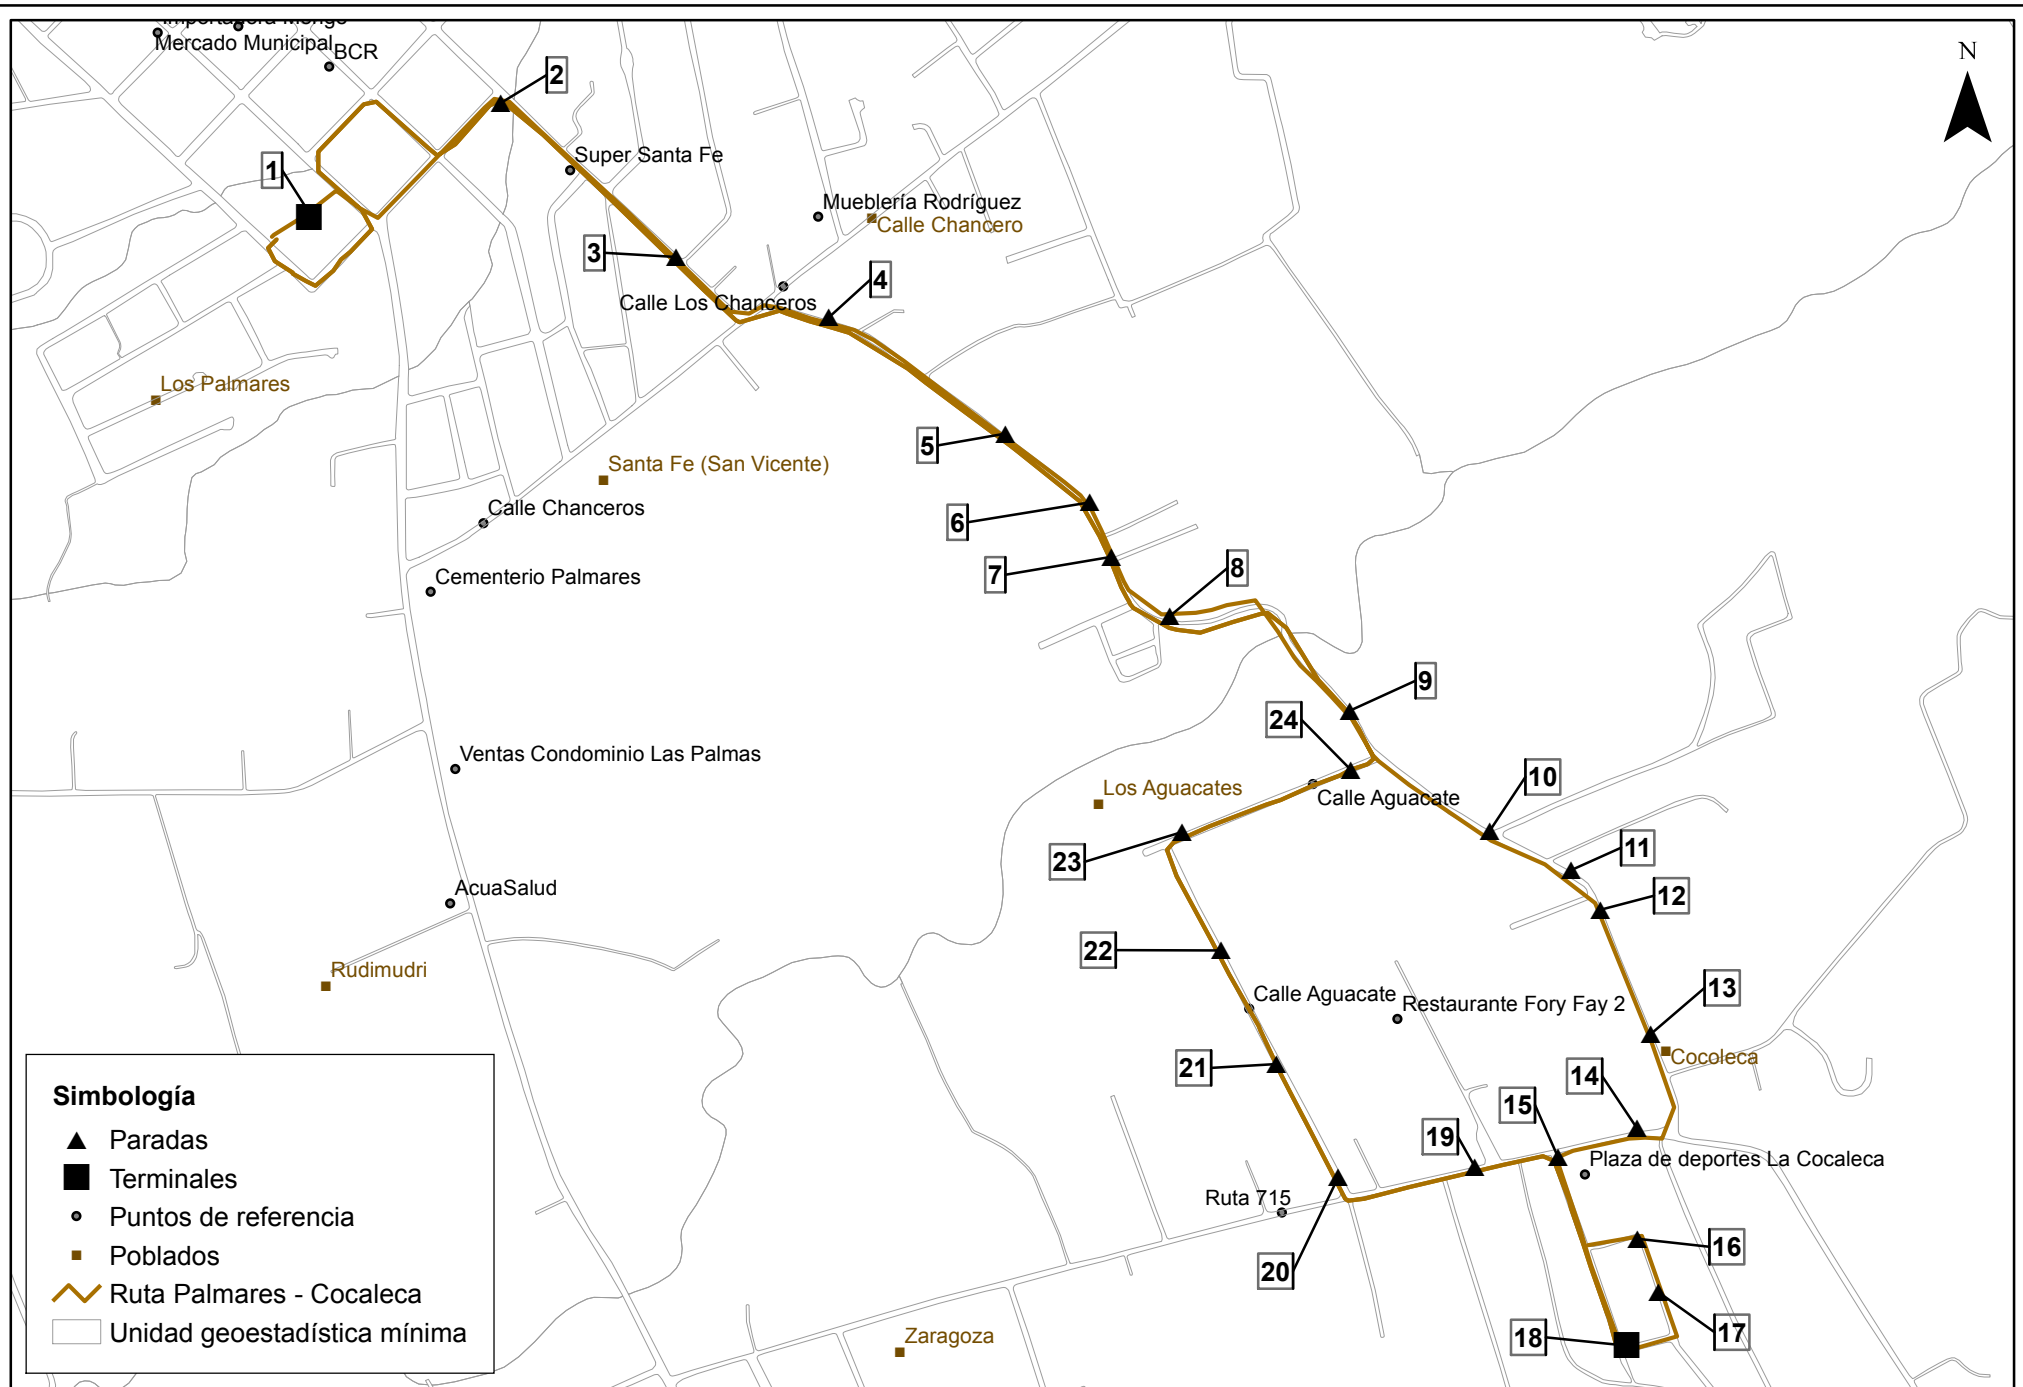 Importadora Monge
Mercado Municipal
BCR
N
2
1
Super Santa Fe
Mueblería Rodríguez
Calle Chancero
3
4
Calle Los Chanceros
Los Palmares
5
Santa Fe (San Vicente)
Calle Chanceros
6
7
8
Cementerio Palmares
9
24
Ventas Condominio Las Palmas
Los Aguacates
Calle Aguacate
10
23
11
12
AcuaSalud
22
Rudimudri
Calle Aguacate
Restaurante Fory Fay 2
13
Cocoleca
21
14
15
19
Plaza de deportes La Cocaleca
Ruta 715
20
16
17
18
Zaragoza
Simbología
Paradas
Terminales
Puntos de referencia
Poblados
Ruta Palmares - Cocaleca
Unidad geoestadística mínima